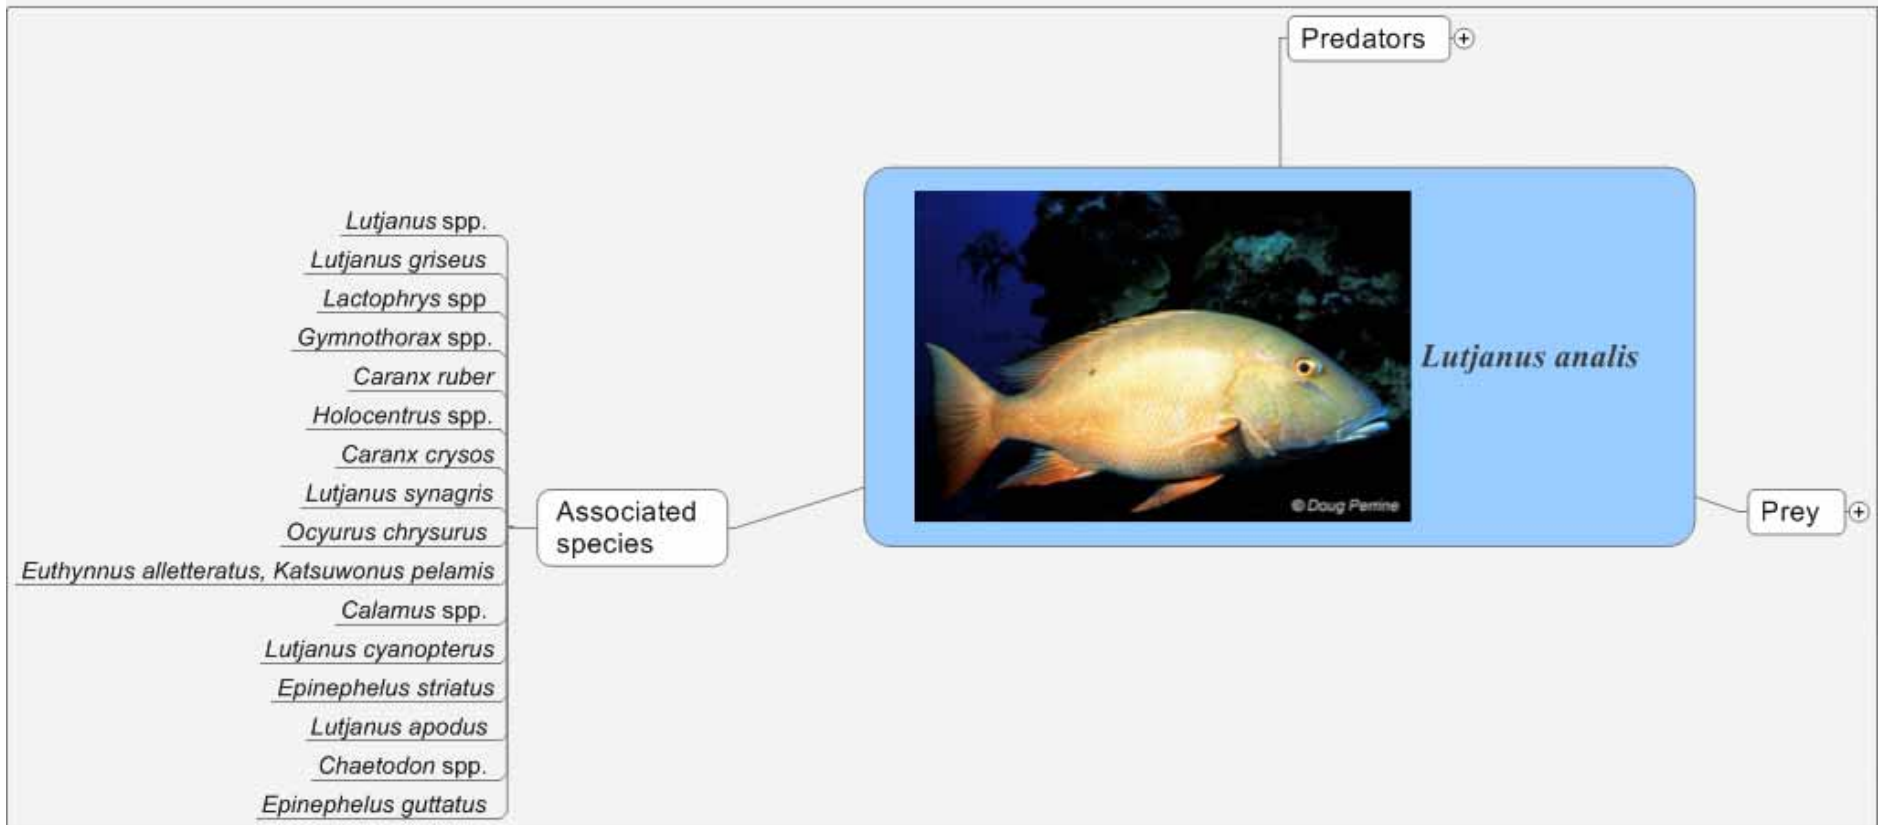 Predators
Lutjanus spp.
Lutjanus griseus
Lactophrys spp
Gymnothorax spp.
Caranx ruber
Holocentrus spp.
Caranx crysos
Lutjanus synagris
Ocyurus chrysurus
Euthynnus alletteratus, Katsuwonus pelamis
Calamus spp.
Lutjanus cyanopterus
Epinephelus striatus
Lutjanus apodus
Chaetodon spp.
Epinephelus guttatus
Associated
species
Lutjanus analis
© Doug Perrine
Prey